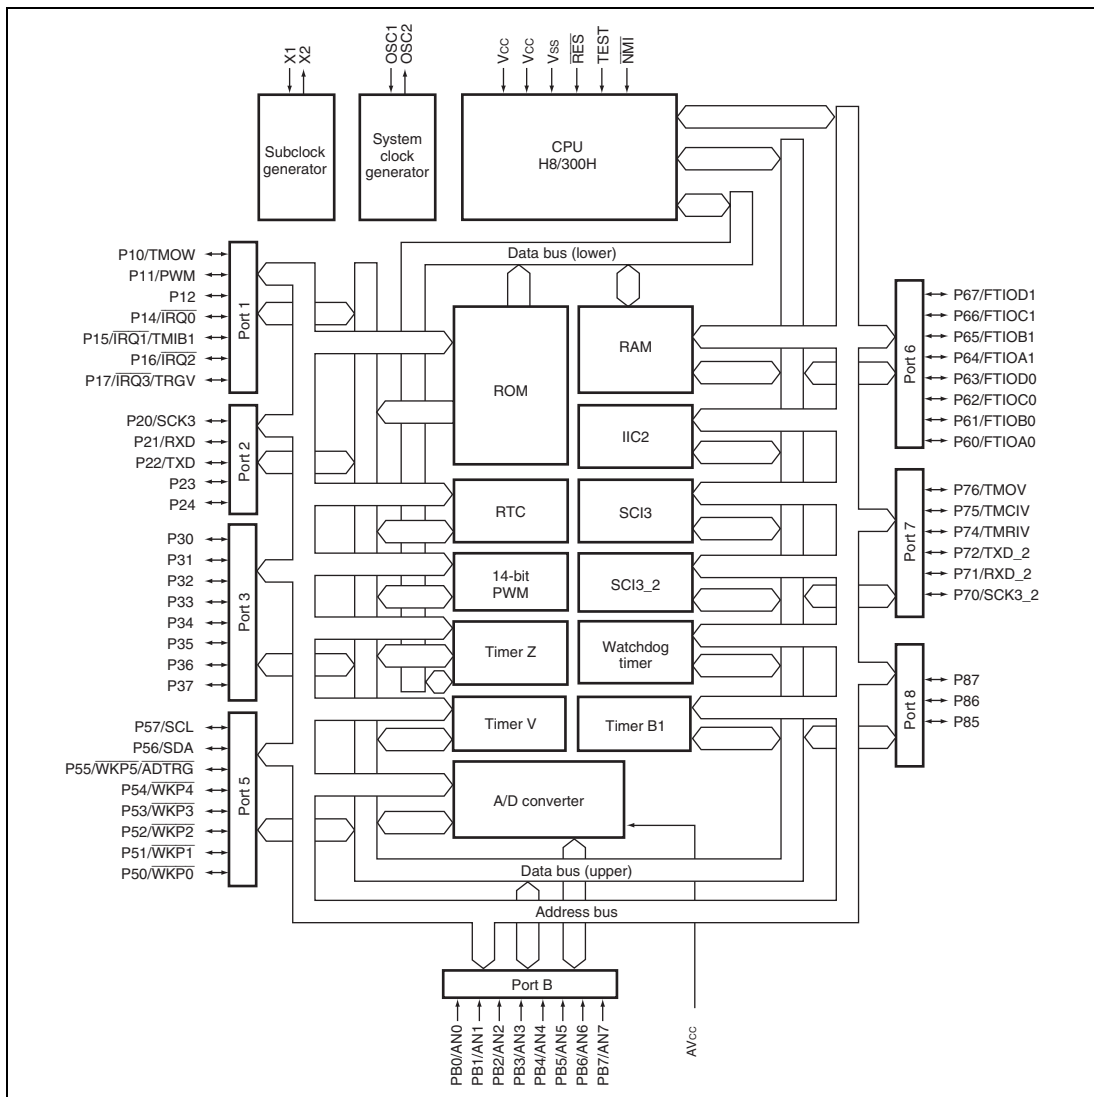 X1
X2
OSC1
OSC2
Vcc
Vcc
Vss
RES
TEST
NMI
Subclock
generator
System
clock
generator
CPU
H8/300H
Data bus (lower)
P10/TMOW
P11/PWM
P12
P14/IRQ0
P15/IRQ1/TMIB1
P16/IRQ2
P17/IRQ3/TRGV
Port 1
P20/SCK3
P21/RXD
P22/TXD
P23
P24
Port 2
P30
P31
P32
P33
P34
P35
P36
P37
Port 3
P57/SCL
P56/SDA
P55/WKP5/ADTRG
P54/WKP4
P53/WKP3
P52/WKP2
P51/WKP1
P50/WKP0
Port 5
ROM
RAM
IIC2
RTC
SCI3
14-bit
PWM
SCI3_2
Timer Z
Watchdog
timer
Timer V
Timer B1
A/D converter
Port 6
P67/FTIOD1
P66/FTIOC1
P65/FTIOB1
P64/FTIOA1
P63/FTIOD0
P62/FTIOC0
P61/FTIOB0
P60/FTIOA0
Port 7
P76/TMOV
P75/TMCIV
P74/TMRIV
P72/TXD_2
P71/RXD_2
P70/SCK3_2
Port 8
P87
P86
P85
Data bus (upper)
Address bus
Port B
PB0/AN0
PB1/AN1
PB2/AN2
PB3/AN3
PB4/AN4
PB5/AN5
PB6/AN6
PB7/AN7
AVcc